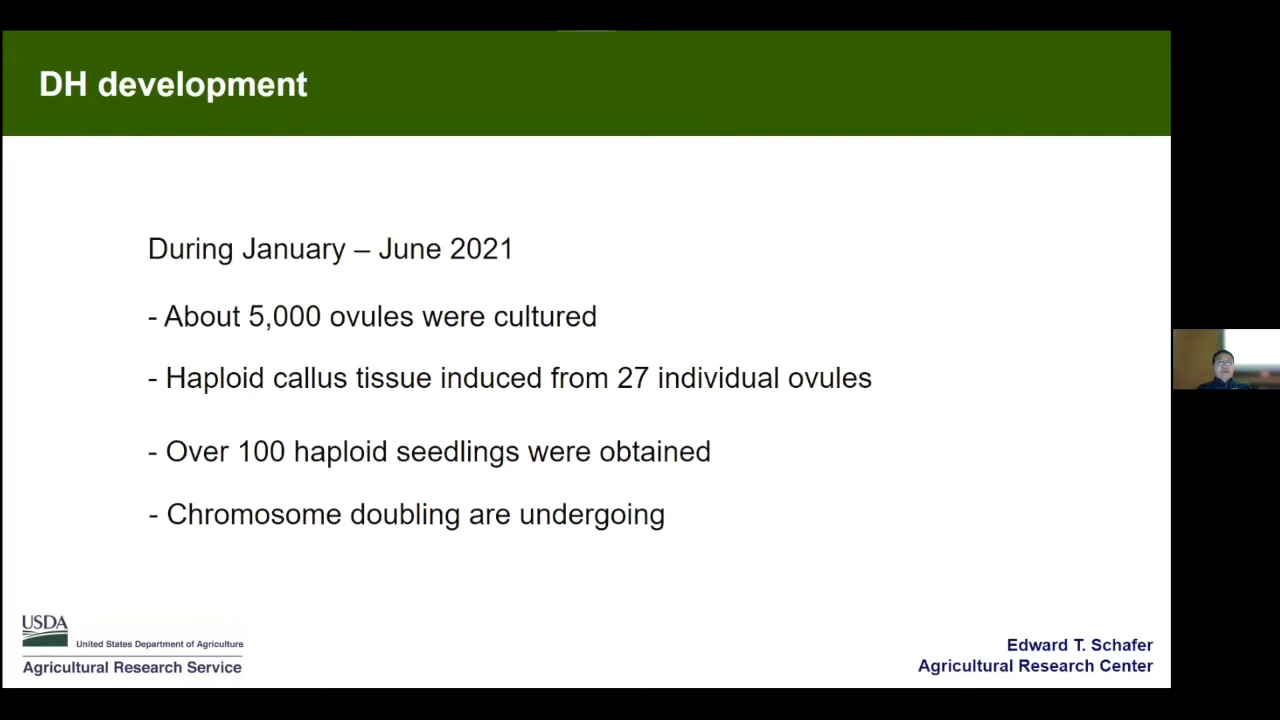 DH development
During January – June 2021
- About 5,000 ovules were cultured
- Haploid callus tissue induced from 27 individual ovules
- Over 100 haploid seedlings were obtained
- Chromosome doubling are undergoing
USDA
United States Department of Agriculture
Agricultural Research Service
Edward T. Schafer
Agricultural Research Center